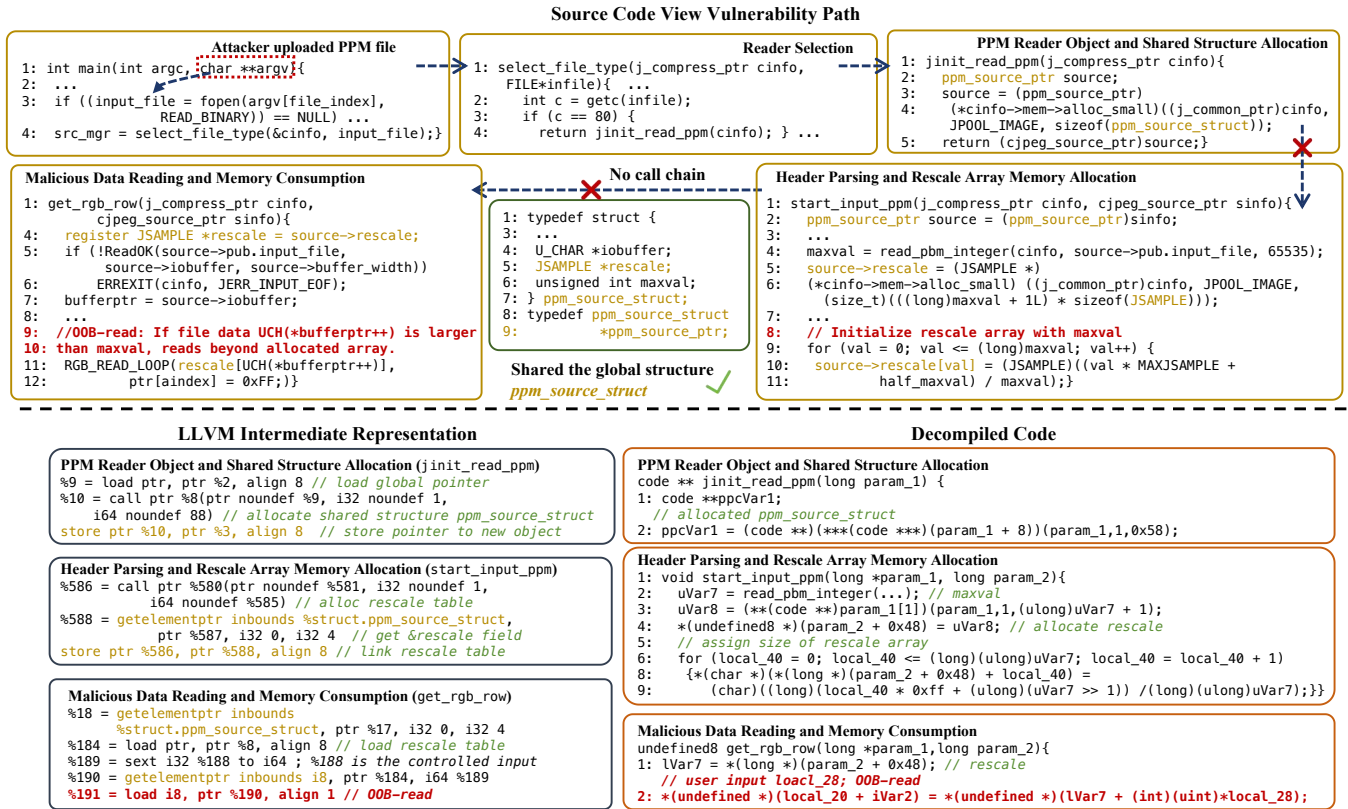 Source Code View Vulnerability Path
Attacker uploaded PPM file
1: int main(int argc, char **argv){
2: ...
3: if ((input_file = fopen(argv[file_index],
READ_BINARY)) == NULL) ...
4: src_mgr = select_file_type(&cinfo, input_file);}
Reader Selection
1: select_file_type(j_compress_ptr cinfo,
FILE*infile){ ...
2: int c = getc(infile);
3: if (c == 80) {
4: return jinit_read_ppm(cinfo); } ...
PPM Reader Object and Shared Structure Allocation
1: jinit_read_ppm(j_compress_ptr cinfo){
2: ppm_source_ptr source;
3: source = (ppm_source_ptr)
4: (*cinfo->mem->alloc_small)((j_common_ptr)cinfo,
JPOOL_IMAGE, sizeof(ppm_source_struct));
5: return (cjpeg_source_ptr)source;}
Malicious Data Reading and Memory Consumption
1: get_rgb_row(j_compress_ptr cinfo,
cjpeg_source_ptr sinfo){
4: register JSAMPLE *rescale = source->rescale;
5: if (!ReadOK(source->pub.input_file,
source->iobuffer, source->buffer_width))
6: ERREXIT(cinfo, JERR_INPUT_EOF);
7: bufferptr = source->iobuffer;
8: ...
9: //OOB-read: If file data UCH(*bufferptr++) is larger
10: than maxval, reads beyond allocated array.
11: RGB_READ_LOOP(rescale[UCH(*bufferptr++)],
12: ptr[aindex] = 0xFF;)}
No call chain
1: typedef struct {
3: ...
4: U_CHAR *iobuffer;
5: JSAMPLE *rescale;
6: unsigned int maxval;
7: } ppm_source_struct;
8: typedef ppm_source_struct
9: *ppm_source_ptr;
Shared the global structure
ppm_source_struct
Header Parsing and Rescale Array Memory Allocation
1: start_input_ppm(j_compress_ptr cinfo, cjpeg_source_ptr sinfo){
2: ppm_source_ptr source = (ppm_source_ptr)sinfo;
3: ...
4: maxval = read_pbm_integer(cinfo, source->pub.input_file, 65535);
5: source->rescale = (JSAMPLE *)
6: (*cinfo->mem->alloc_small) ((j_common_ptr)cinfo, JPOOL_IMAGE,
(size_t)(((long)maxval + 1L) * sizeof(JSAMPLE)));
7: ...
8: // Initialize rescale array with maxval
9: for (val = 0; val <= (long)maxval; val++) {
10: source->rescale[val] = (JSAMPLE)((val * MAXJSAMPLE +
11: half_maxval) / maxval);}
LLVM Intermediate Representation
PPM Reader Object and Shared Structure Allocation (jinit_read_ppm)
%9 = load ptr, ptr %2, align 8 // load global pointer
%10 = call ptr %8(ptr noundef %9, i32 noundef 1,
i64 noundef 88) // allocate shared structure ppm_source_struct
store ptr %10, ptr %3, align 8 // store pointer to new object
Header Parsing and Rescale Array Memory Allocation (start_input_ppm)
%586 = call ptr %580(ptr noundef %581, i32 noundef 1,
i64 noundef %585) // alloc rescale table
%588 = getelementptr inbounds %struct.ppm_source_struct,
ptr %587, i32 0, i32 4 // get &rescale field
store ptr %586, ptr %588, align 8 // link rescale table
Malicious Data Reading and Memory Consumption (get_rgb_row)
%18 = getelementptr inbounds
%struct.ppm_source_struct, ptr %17, i32 0, i32 4
%184 = load ptr, ptr %8, align 8 // load rescale table
%189 = sext i32 %188 to i64 ; %188 is the controlled input
%190 = getelementptr inbounds i8, ptr %184, i64 %189
%191 = load i8, ptr %190, align 1 // OOB-read
Decompiled Code
PPM Reader Object and Shared Structure Allocation
code ** jinit_read_ppm(long param_1) {
1: code **ppcVar1;
// allocated ppm_source_struct
2: ppcVar1 = (code **)(***(code ***)(param_1 + 8))(param_1,1,0x58);
Header Parsing and Rescale Array Memory Allocation
1: void start_input_ppm(long *param_1, long param_2){
2: uVar7 = read_pbm_integer(...); // maxval
3: uVar8 = (**(code **)param_1[1])(param_1,1,(ulong)uVar7 + 1);
4: *(undefined8 *)(param_2 + 0x48) = uVar8; // allocate rescale
5: // assign size of rescale array
6: for (local_40 = 0; local_40 <= (long)(ulong)uVar7; local_40 = local_40 + 1)
8: {*(char *)(*(long *)(param_2 + 0x48) + local_40) =
9: (char)((long)(local_40 * 0xff + (ulong)(uVar7 >> 1)) /(long)(ulong)uVar7);}}
Malicious Data Reading and Memory Consumption
undefined8 get_rgb_row(long *param_1,long param_2){
1: lVar7 = *(long *)(param_2 + 0x48); // rescale
// user input loacl_28; OOB-read
2: *(undefined *)(local_20 + iVar2) = *(undefined *)(lVar7 + (int)(uint)*local_28);